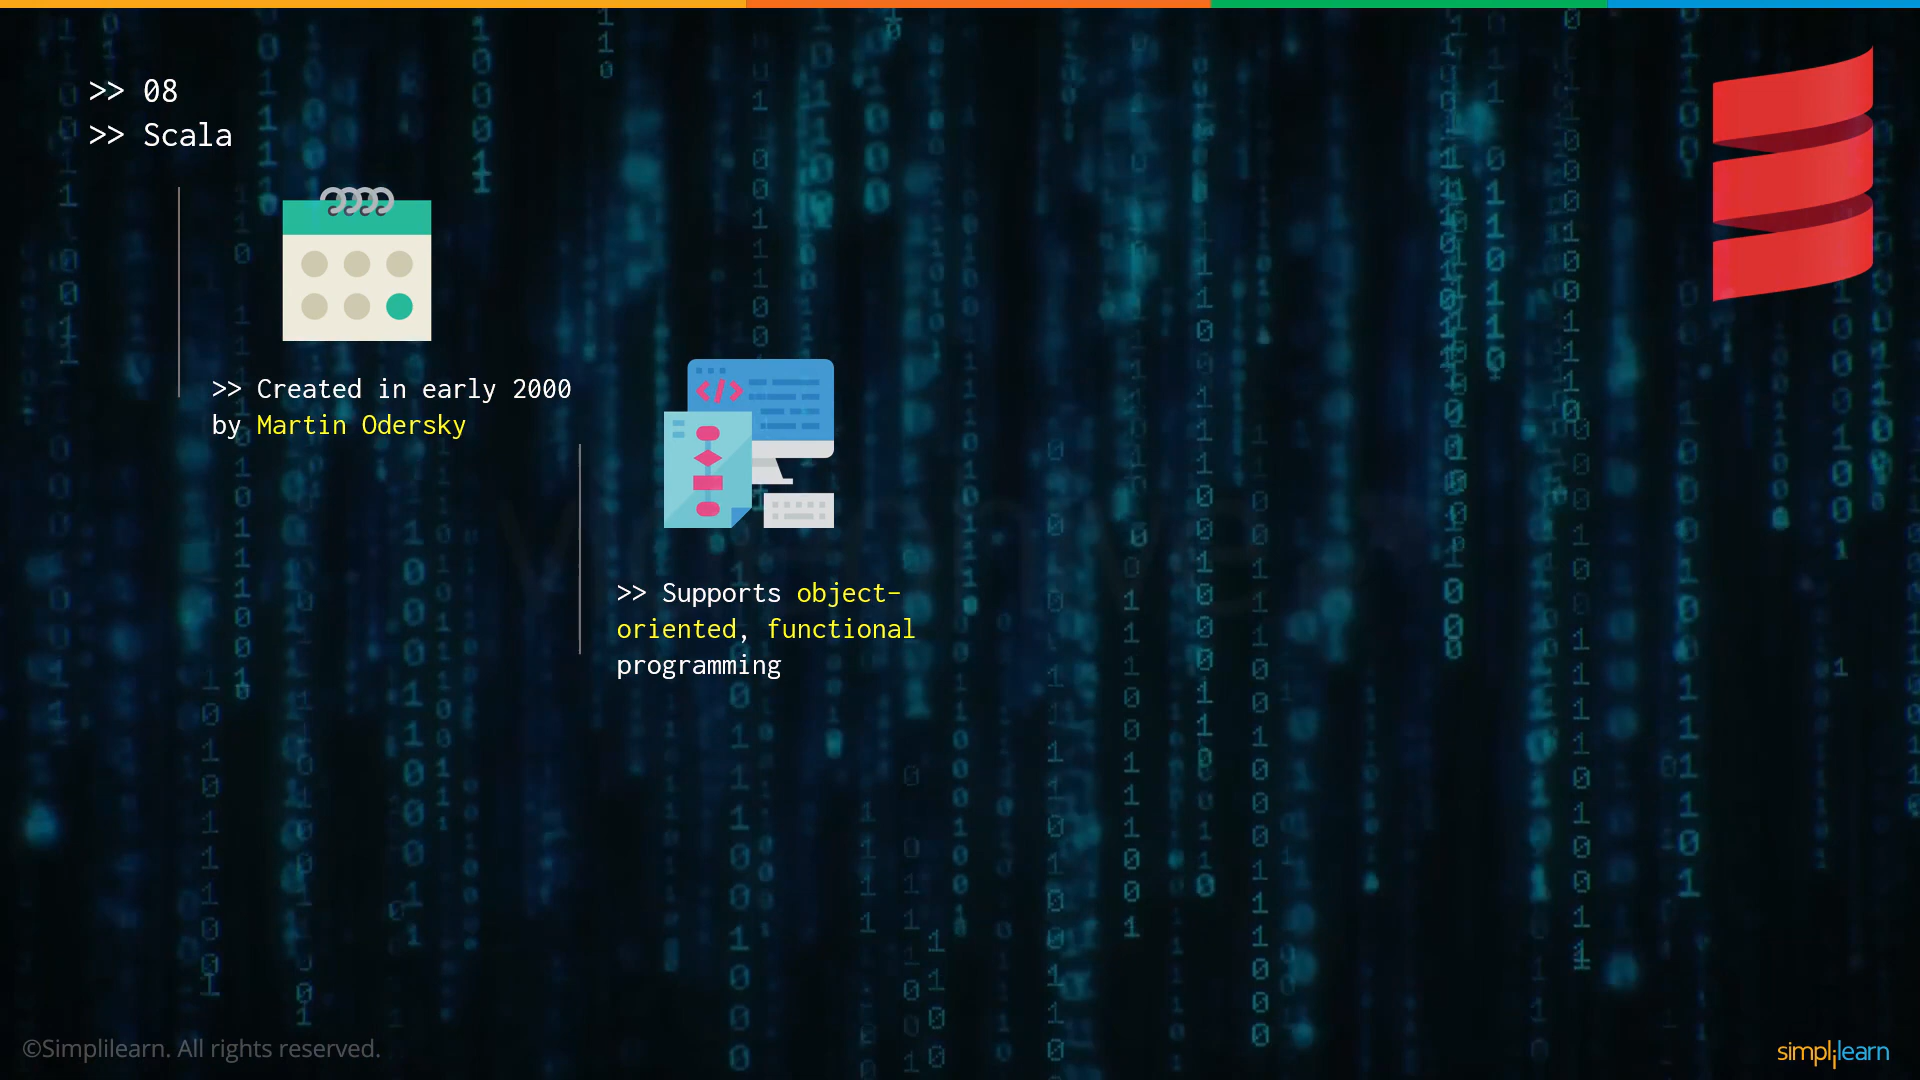 >> 08
>> Scala
>> Created in early 2000
by Martin Odersky
>> Supports object-
oriented, functional
programming
©Simplilearn. All rights reserved.
simplilearn